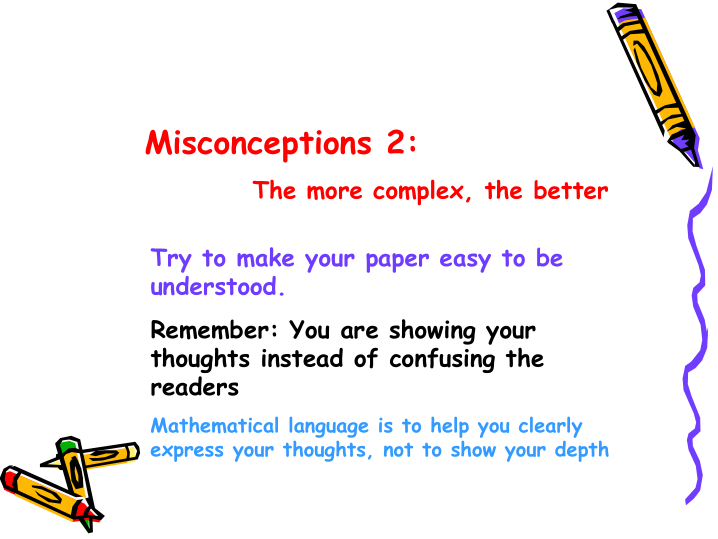 Misconceptions 2:
The more complex, the better
Try to make your paper easy to be
understood.
Remember: You are showing your
thoughts instead of confusing the
readers
Mathematical language is to help you clearly
express your thoughts, not to show your depth